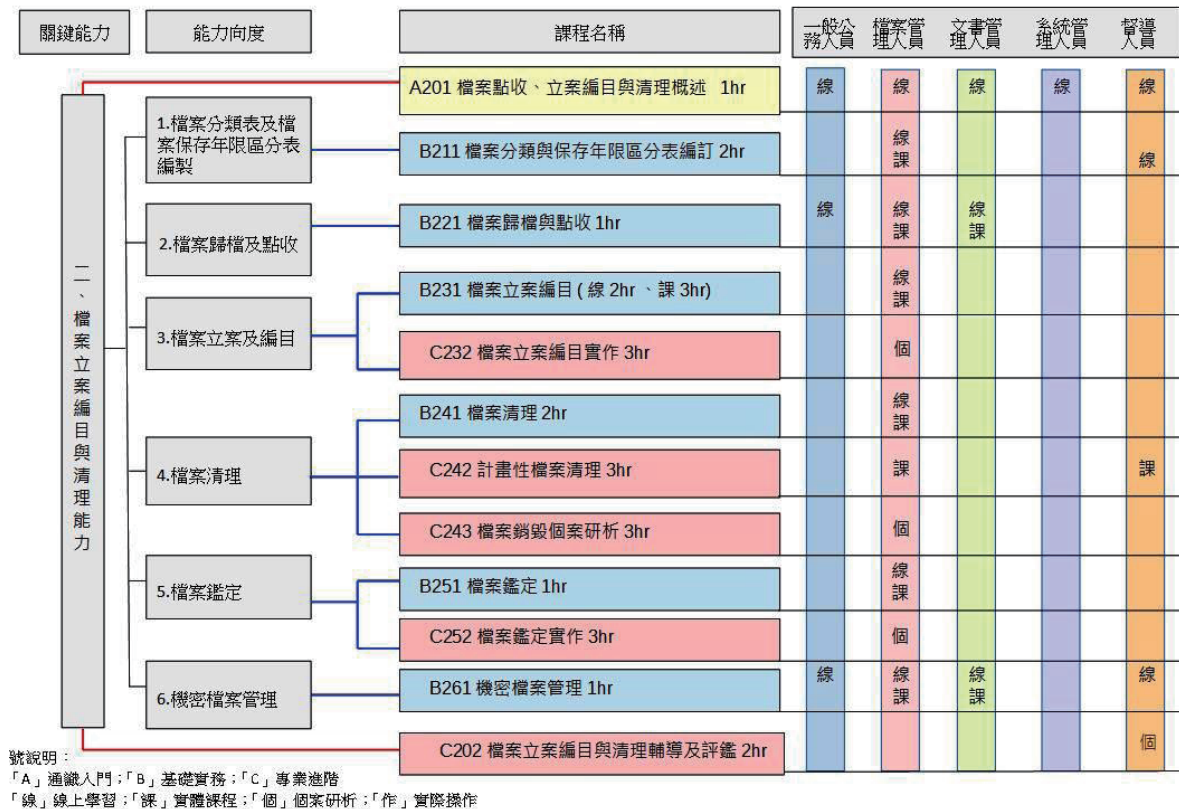 關鍵能力 能力向度 課程名稱 一般公務人員 檔案管理人員 文書管理人員 系統管理人員 督導人員
二、檔案立案編目與清理能力
A201 檔案點收、立案編目與清理概述 1hr 線 線 線 線 線
1.檔案分類表及檔案保存年限區分表編製
B211 檔案分類與保存年限區分表編訂 2hr 線課 線
2.檔案歸檔及點收
B221 檔案歸檔與點收 1hr 線 線課 線課
3.檔案立案及編目
B231 檔案立案編目 ( 線 2hr 、課 3hr) 線課
C232 檔案立案編目實作 3hr 個
4.檔案清理
B241 檔案清理 2hr 線課
C242 計畫性檔案清理 3hr 課 課
C243 檔案銷毀個案研析 3hr 個
5.檔案鑑定
B251 檔案鑑定 1hr 線課
C252 檔案鑑定實作 3hr 個
6.機密檔案管理
B261 機密檔案管理 1hr 線 線課 線課 線
C202 檔案立案編目與清理輔導及評鑑 2hr 個
號說明：
「A」通識入門；「B」基礎實務；「C」專業進階
「線」線上學習；「課」實體課程；「個」個案研析；「作」實際操作